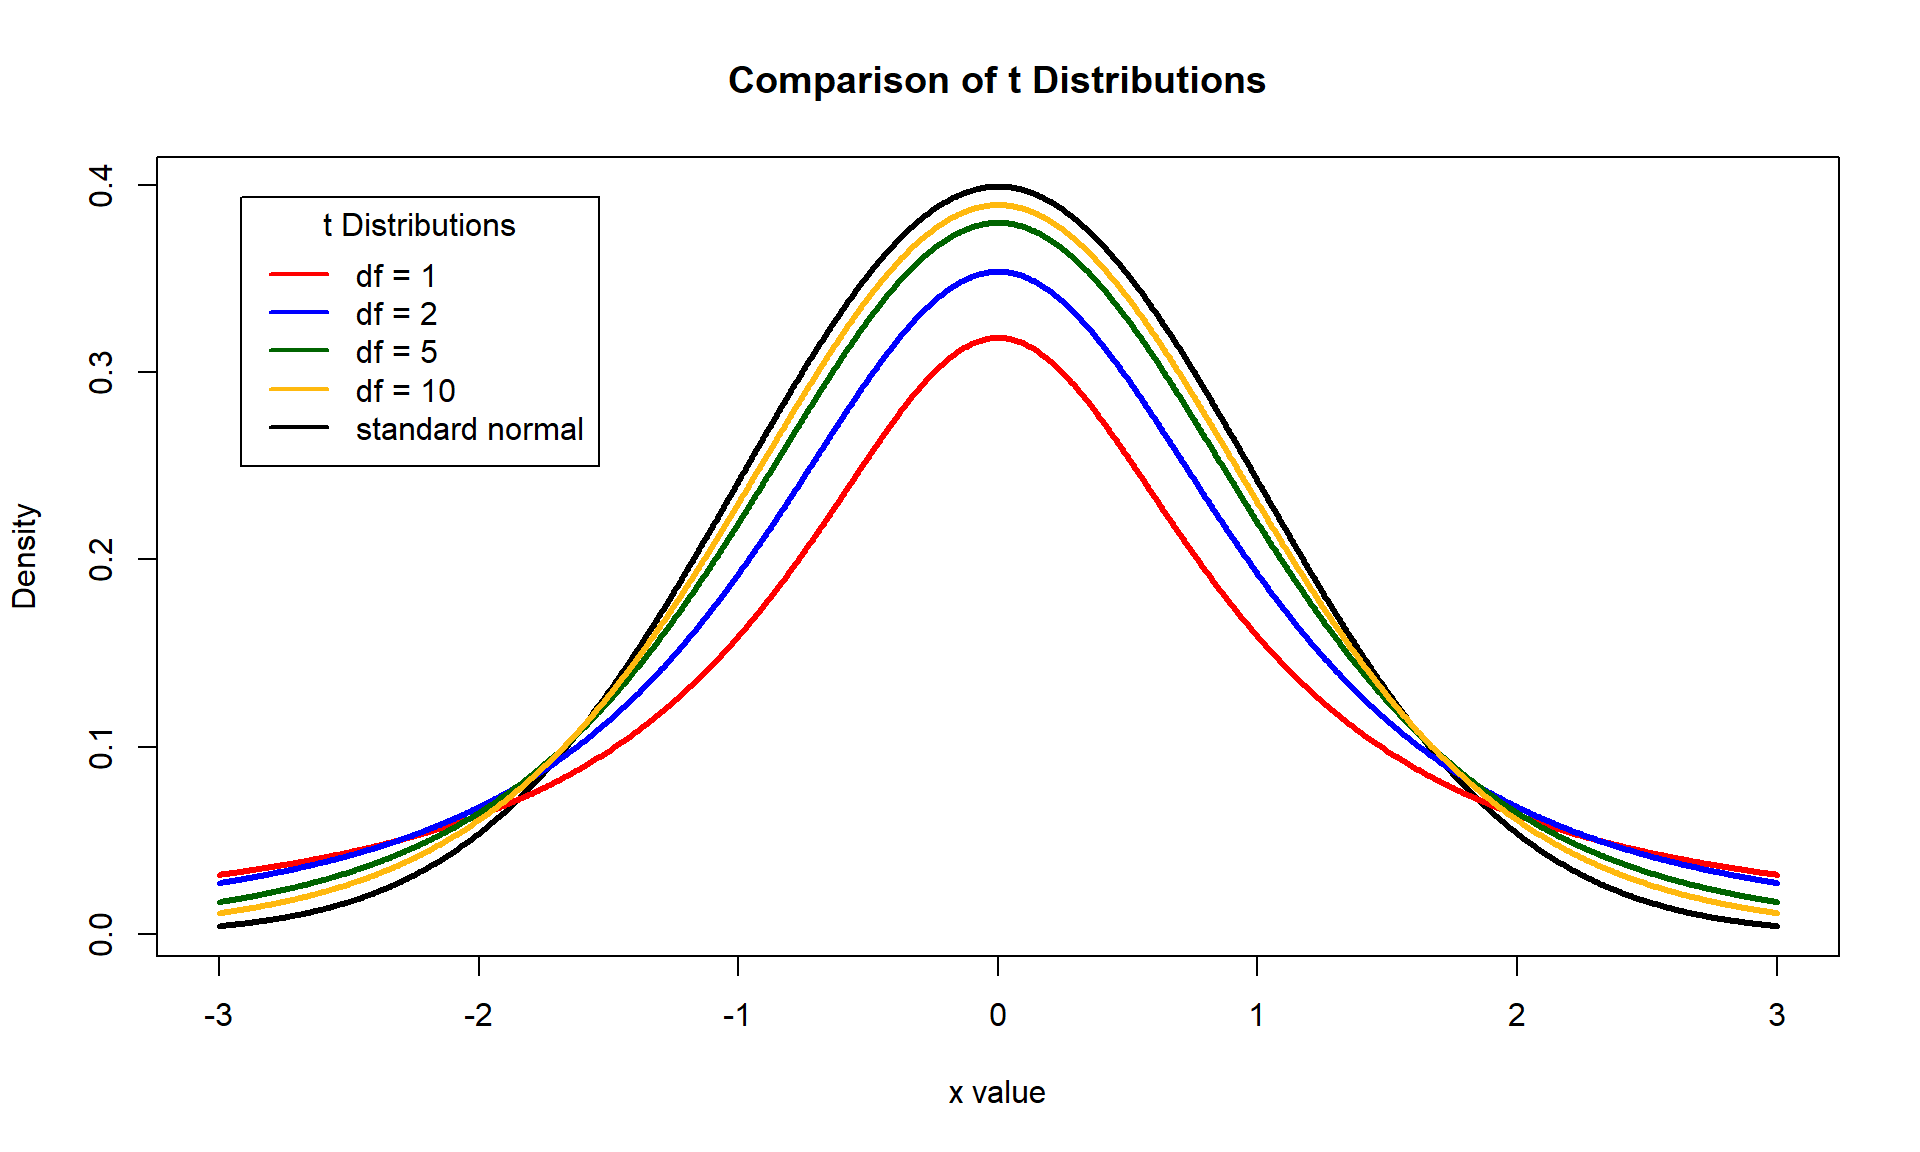 Comparison of t Distributions
t Distributions
df = 1
df = 2
df = 5
df = 10
standard normal
Density
0.4
0.3
0.2
0.1
0.0
-3 -2 -1 0 1 2 3
x value